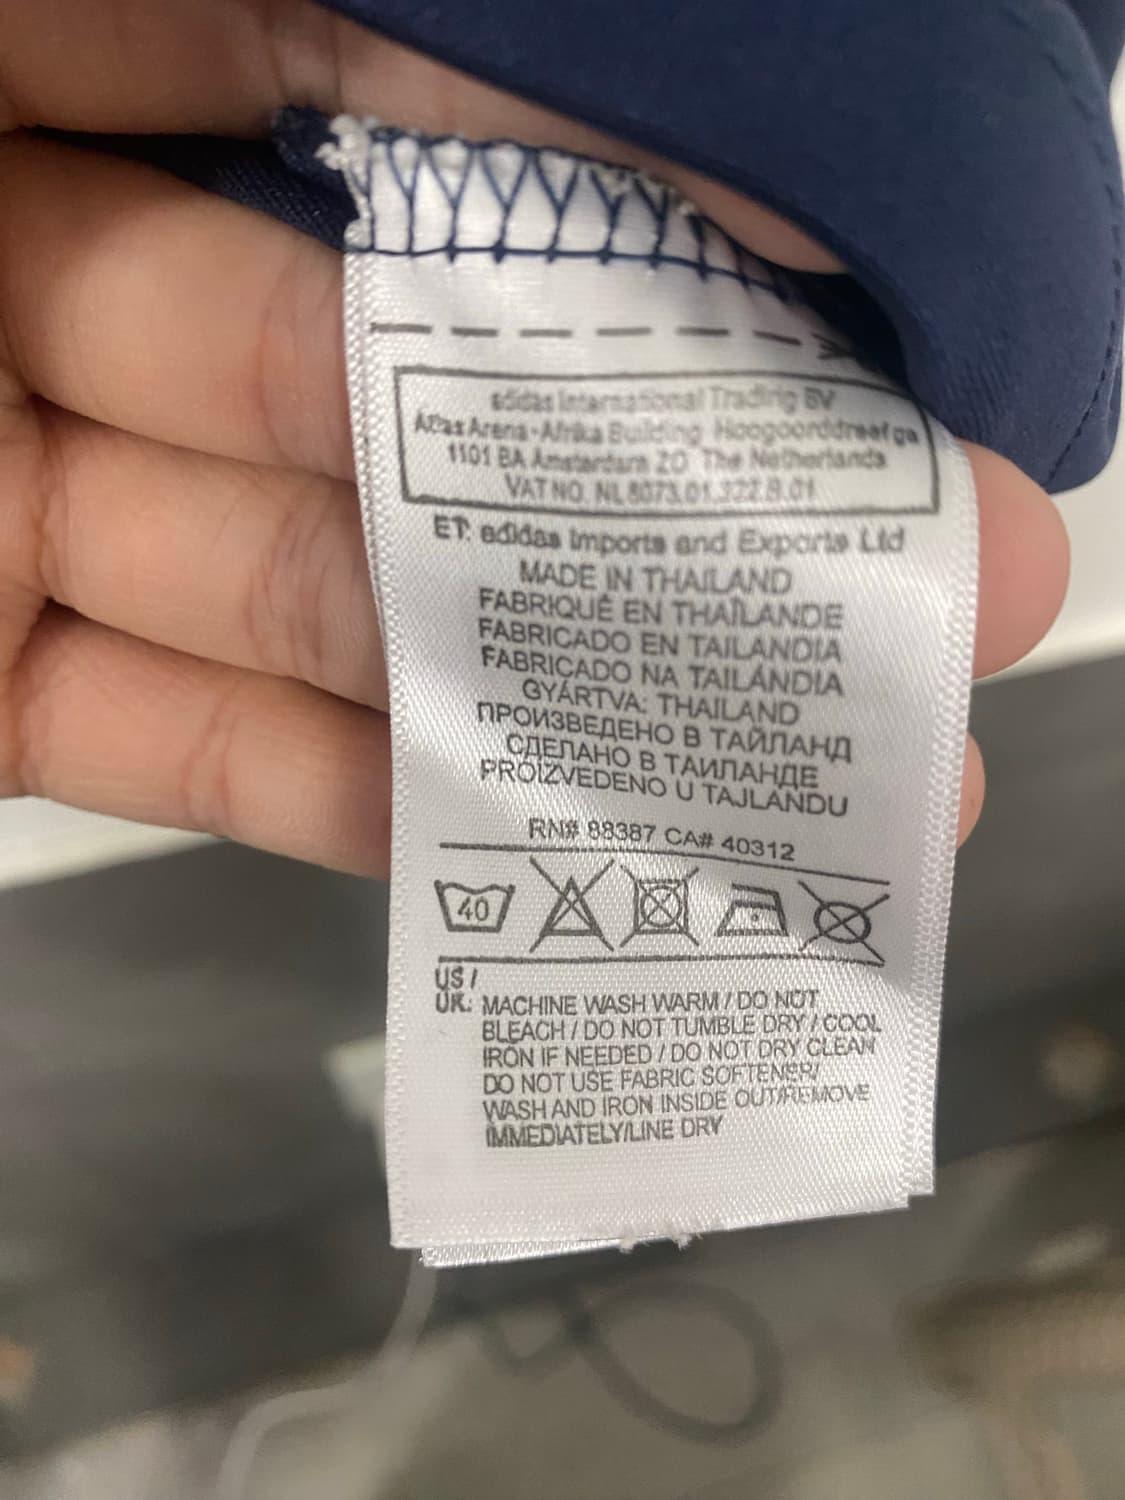 adidas International Trading BV
Atlas Arena - Afrika Building Hoogoorddreef 9a
1101 BA Amsterdam ZO The Netherlands
VAT NO. NL 8073.01.322.B.01
ET: adidas Imports and Exports Ltd
MADE IN THAILAND
FABRIQUÉ EN THAÏLANDE
FABRICADO EN TAILANDIA
FABRICADO NA TAILÁNDIA
GYÁRTVA: THAILAND
ПРОИЗВЕДЕНО В ТАЙЛАНД
СДЕЛАНО В ТАИЛАНДЕ
PROIZVEDENO U TAJLANDU
RN# 88387 CA# 40312
40
US /
UK: MACHINE WASH WARM / DO NOT
BLEACH / DO NOT TUMBLE DRY / COOL
IRON IF NEEDED / DO NOT DRY CLEAN
DO NOT USE FABRIC SOFTENER/
WASH AND IRON INSIDE OUT/REMOVE
IMMEDIATELY/LINE DRY